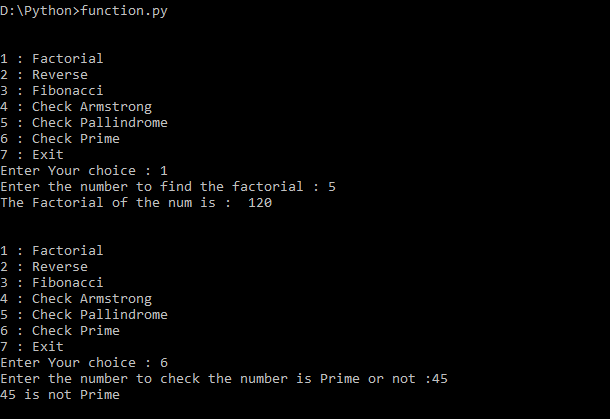 D:\Python>function.py
1 : Factorial
2 : Reverse
3 : Fibonacci
4 : Check Armstrong
5 : Check Pallindrome
6 : Check Prime
7 : Exit
Enter Your choice : 1
Enter the number to find the factorial : 5
The Factorial of the num is :  120
1 : Factorial
2 : Reverse
3 : Fibonacci
4 : Check Armstrong
5 : Check Pallindrome
6 : Check Prime
7 : Exit
Enter Your choice : 6
Enter the number to check the number is Prime or not :45
45 is not Prime